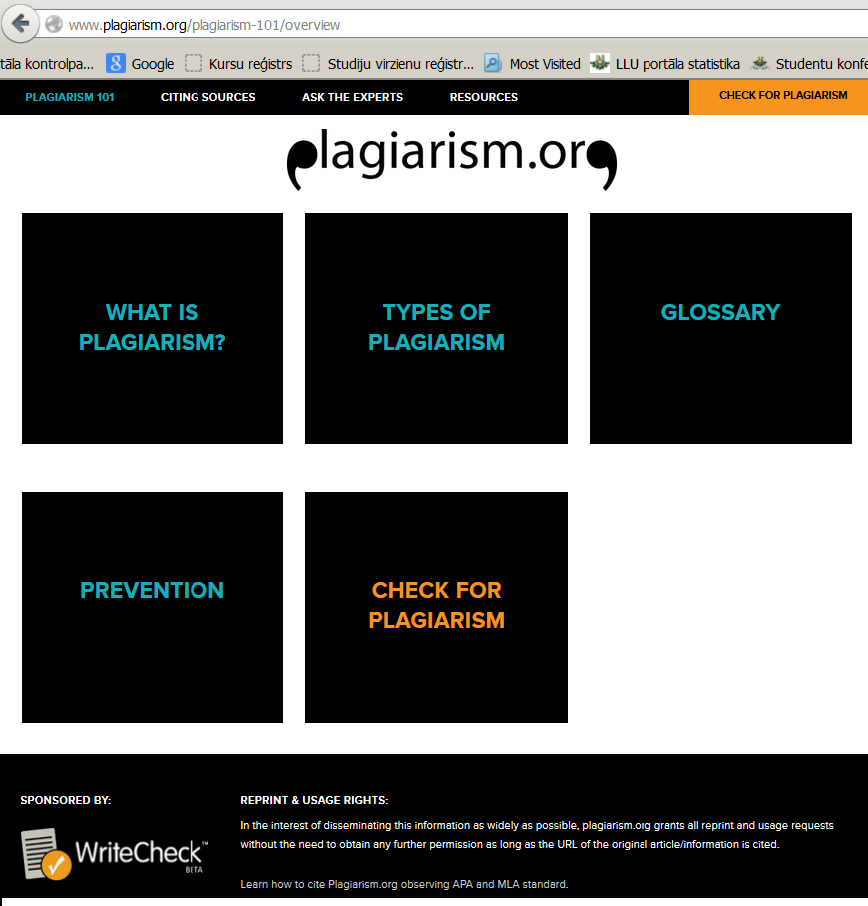 www.plagiarism.org/plagiarism-101/overview
tāla kontrolpa... Google Kursu reģistrs Studiju virzienu reģistr... Most Visited LLU portāla statistika Studentu konfe
PLAGIARISM 101 CITING SOURCES ASK THE EXPERTS RESOURCES CHECK FOR PLAGIARISM
plagiarism.org
WHAT IS
PLAGIARISM?
TYPES OF
PLAGIARISM
GLOSSARY
PREVENTION
CHECK FOR
PLAGIARISM
SPONSORED BY:
WriteCheck™
BETA
REPRINT & USAGE RIGHTS:
In the interest of disseminating this information as widely as possible, plagiarism.org grants all reprint and usage requests
without the need to obtain any further permission as long as the URL of the original article/information is cited.
Learn how to cite Plagiarism.org observing APA and MLA standard.